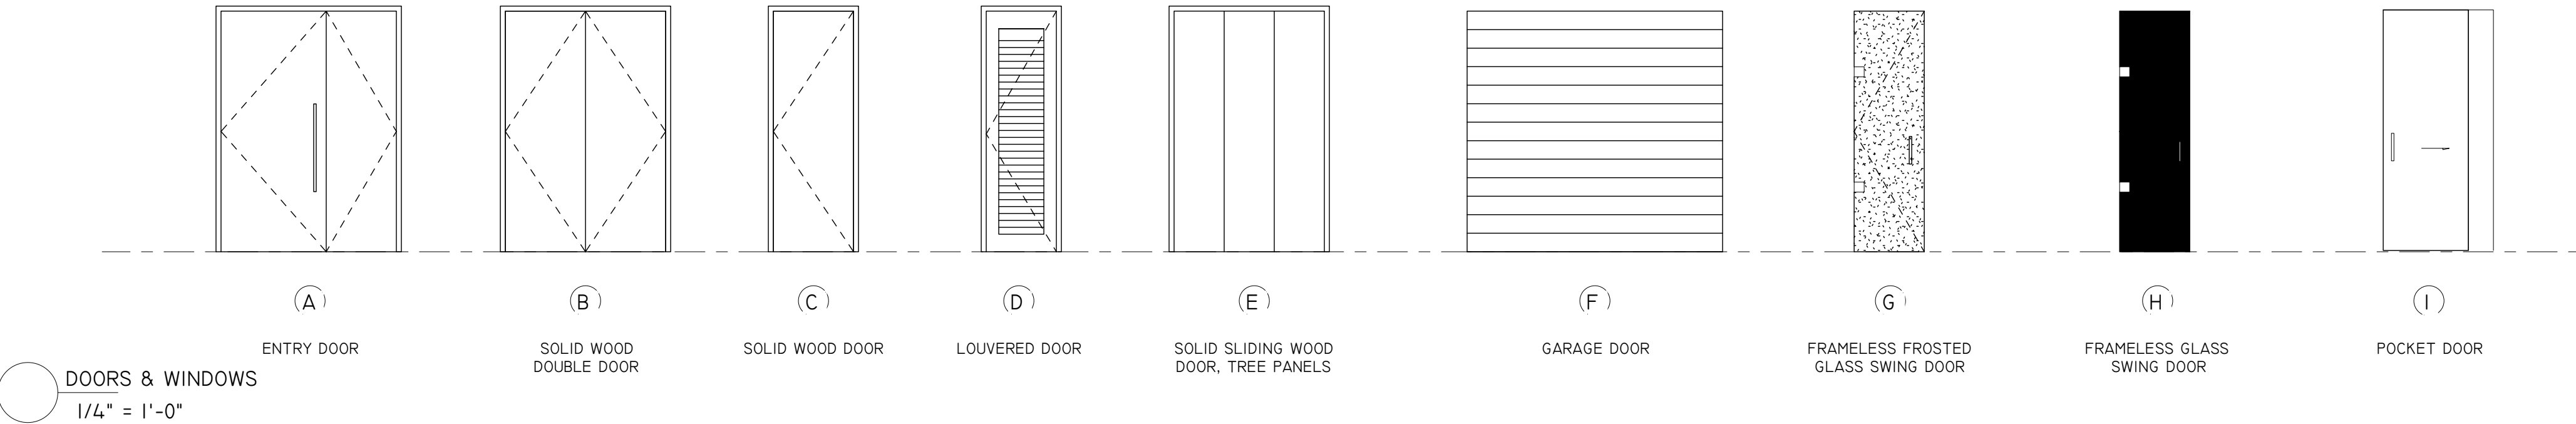 A
B
C
D
E
F
G
H
I
ENTRY DOOR
SOLID WOOD
DOUBLE DOOR
SOLID WOOD DOOR
LOUVERED DOOR
SOLID SLIDING WOOD
DOOR, TREE PANELS
GARAGE DOOR
FRAMELESS FROSTED
GLASS SWING DOOR
FRAMELESS GLASS
SWING DOOR
POCKET DOOR
DOORS & WINDOWS
1/4" = 1'-0"